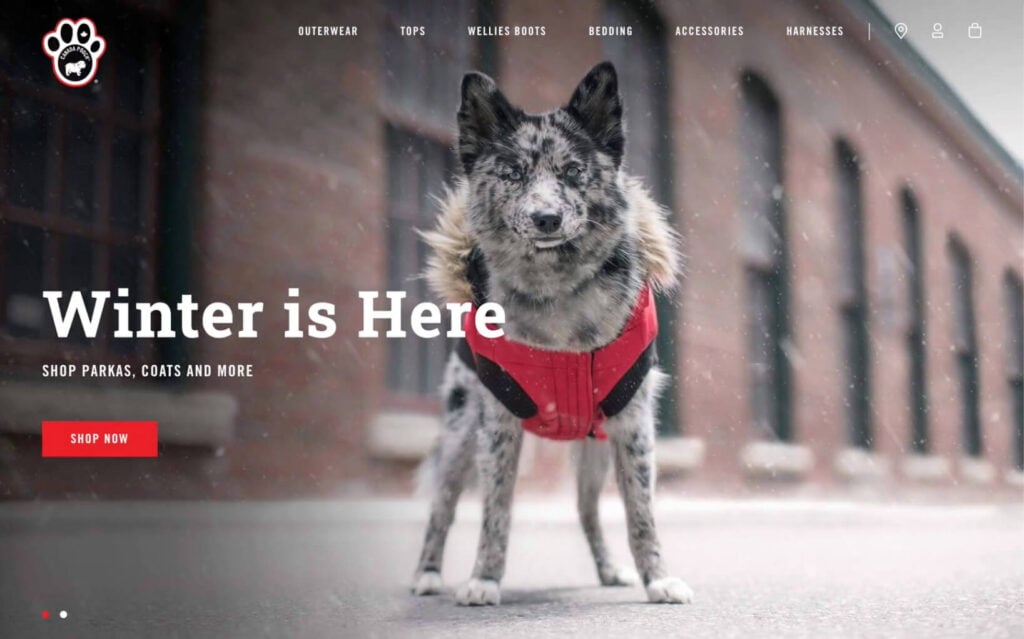 CANADA POOCH
OUTERWEAR
TOPS
WELLIES BOOTS
BEDDING
ACCESSORIES
HARNESSES
Winter is Here
SHOP PARKAS, COATS AND MORE
SHOP NOW